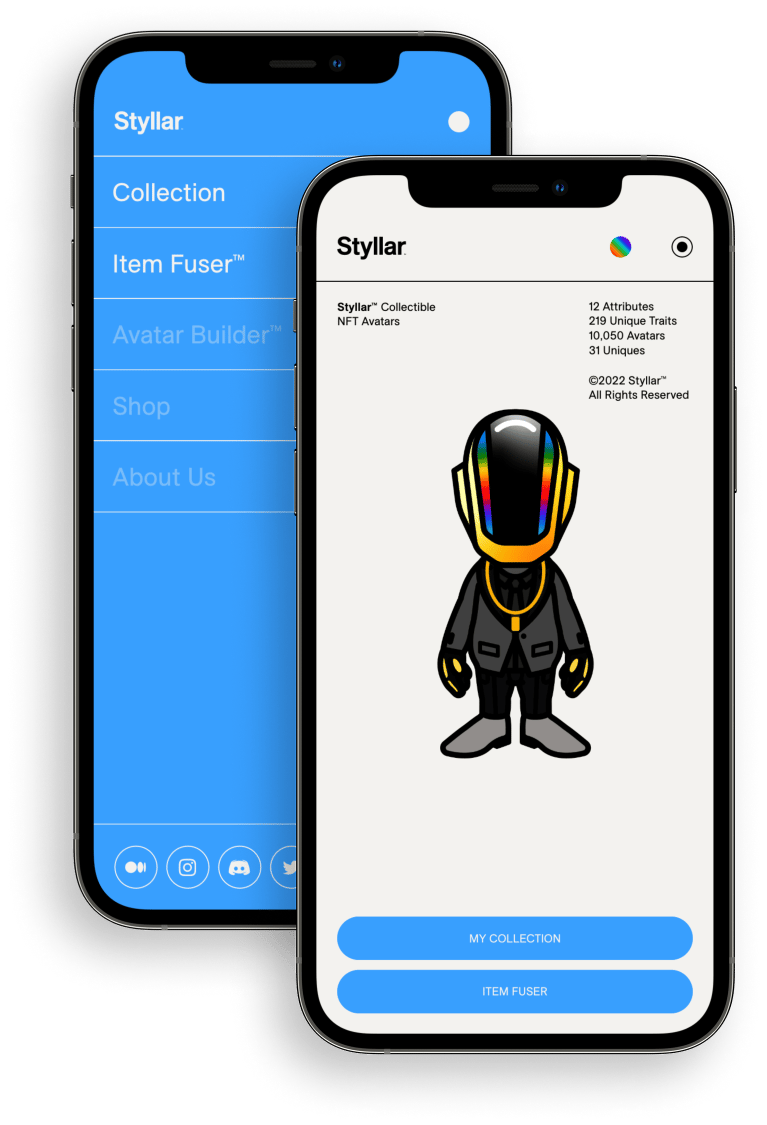 Styllar
Collection
Item Fuser™
Avatar Builder™
Shop
About Us
Styllar
Styllar™ Collectible
NFT Avatars
12 Attributes
219 Unique Traits
10,050 Avatars
31 Uniques
©2022 Styllar™
All Rights Reserved
MY COLLECTION
ITEM FUSER